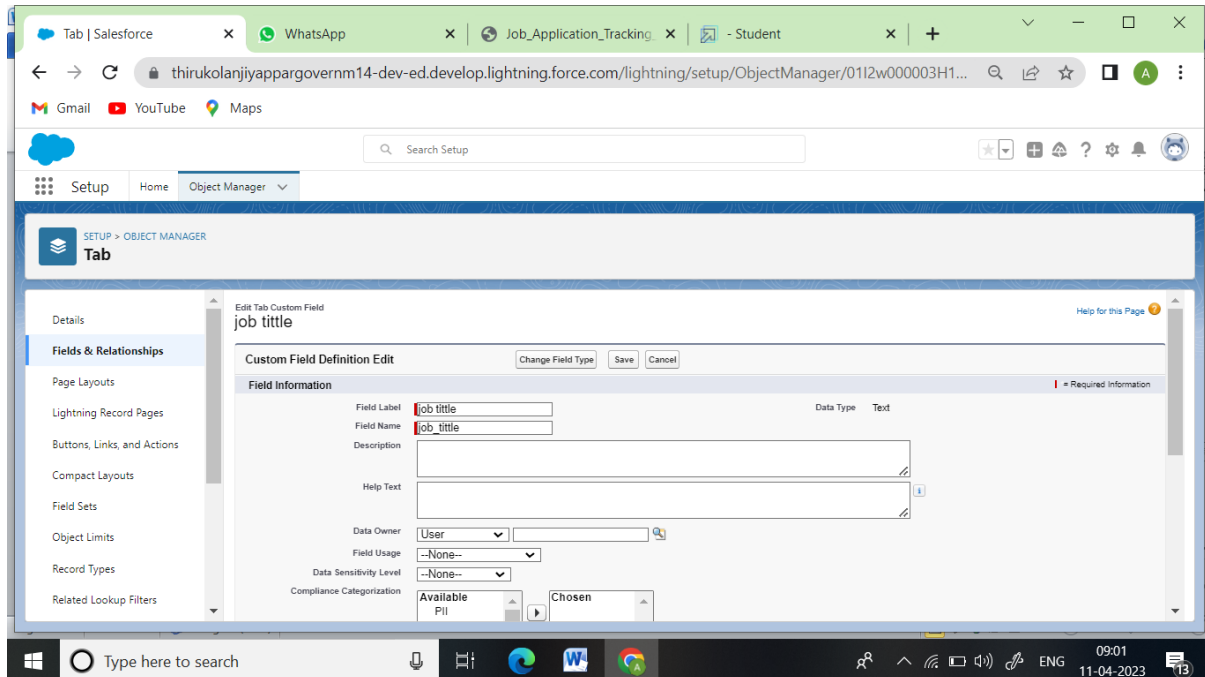 Tab | Salesforce
WhatsApp
Job_Application_Tracking_
- Student
thirukolanjiyappargovernm14-dev-ed.develop.lightning.force.com/lightning/setup/ObjectManager/01I2w000003H1...
A
Gmail
YouTube
Maps
Search Setup
Setup
Home
Object Manager
SETUP > OBJECT MANAGER
Tab
Details
Fields & Relationships
Page Layouts
Lightning Record Pages
Buttons, Links, and Actions
Compact Layouts
Field Sets
Object Limits
Record Types
Related Lookup Filters
Edit Tab Custom Field
job tittle
Help for this Page
Custom Field Definition Edit
Change Field Type
Save
Cancel
Field Information
= Required Information
Field Label
job tittle
Data Type
Text
Field Name
job_tittle
Description
Help Text
Data Owner
User
Field Usage
--None--
Data Sensitivity Level
--None--
Compliance Categorization
Available
PII
Chosen
Type here to search
ENG
09:01
11-04-2023
13